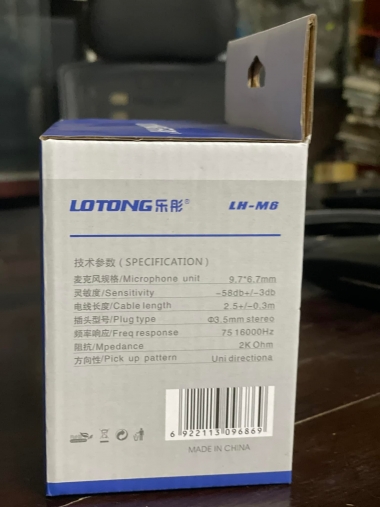 LOTONG乐彤® LH-M6
技术参数 ( SPECIFICATION )
麦克风规格/Microphone unit 9.7*6.7mm
灵敏度/Sensitivity -58db+/-3db
电线长度/Cable length 2.5+/-0.3m
插头型号/Plug type Φ3.5mm stereo
频率响应/Freq response 75 16000Hz
阻抗/Mpedance 2K Ohm
方向性/Pick up pattern Uni directiona
6 922113 096869
MADE IN CHINA